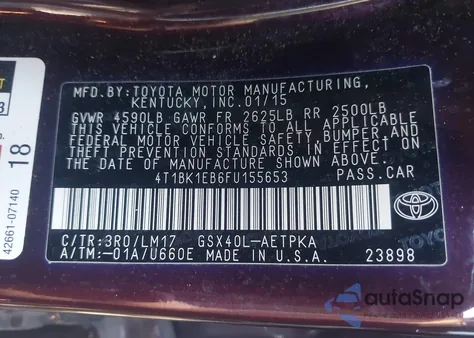 MFD.BY:TOYOTA MOTOR MANUFACTURING,
KENTUCKY, INC. 01/15
GVWR 4590LB GAWR FR 2625LB RR 2500LB
THIS VEHICLE CONFORMS TO ALL APPLICABLE
FEDERAL MOTOR VEHICLE SAFETY, BUMPER, AND
THEFT PREVENTION STANDARDS IN EFFECT ON
THE DATE OF MANUFACTURE SHOWN ABOVE.
4T1BK1EB6FU155653 PASS.CAR
C/TR:3R0/LM17 GSX40L-AETPKA
A/TM:-01A/U660E MADE IN U.S.A. 23898
TOYOTA
42661-07140
18
autoSnap